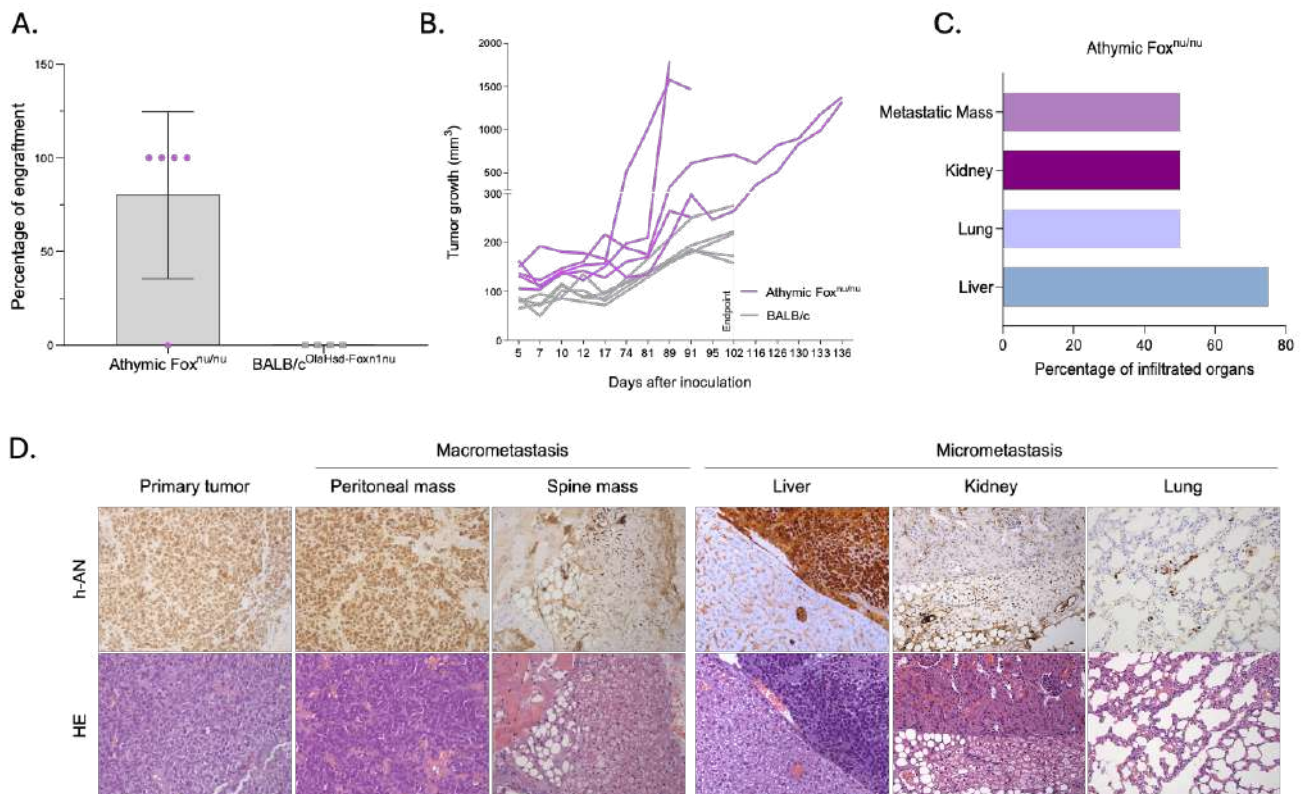 A.
Percentage of engraftment
150
100
50
0
Athymic Fox^nu/nu
BALB/c^OlaHsd-Foxn1nu
B.
Tumor growth (mm³)
2000
1500
1000
300
200
100
0
5 7 10 12 17 74 81 89 91 95 102 116 126 130 133 136
Days after inoculation
Endpoint
Athymic Fox^nu/nu
BALB/c
C.
Athymic Fox^nu/nu
Metastatic Mass
Kidney
Lung
Liver
0 20 40 60 80
Percentage of infiltrated organs
D.
Macrometastasis
Micrometastasis
Primary tumor
Peritoneal mass
Spine mass
Liver
Kidney
Lung
h-AN
HE